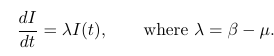 dI/dt = λI(t), where λ = β − μ.